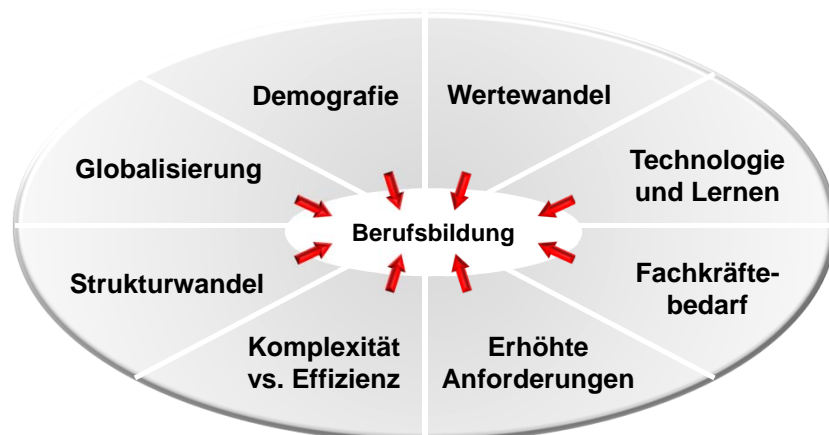 Demografie
Wertewandel
Globalisierung
Technologie
und Lernen
Berufsbildung
Strukturwandel
Fachkräfte-
bedarf
Komplexität
vs. Effizienz
Erhöhte
Anforderungen